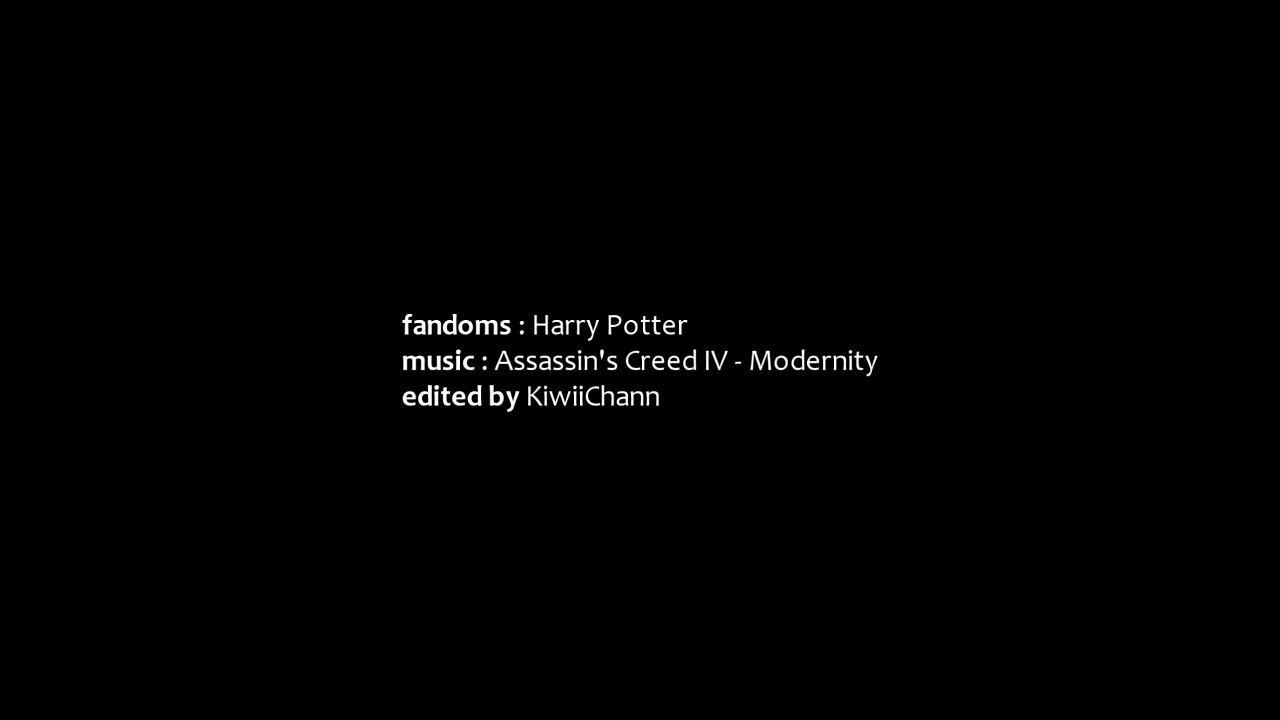 fandoms : Harry Potter
music : Assassin's Creed IV - Modernity
edited by KiwiiChann